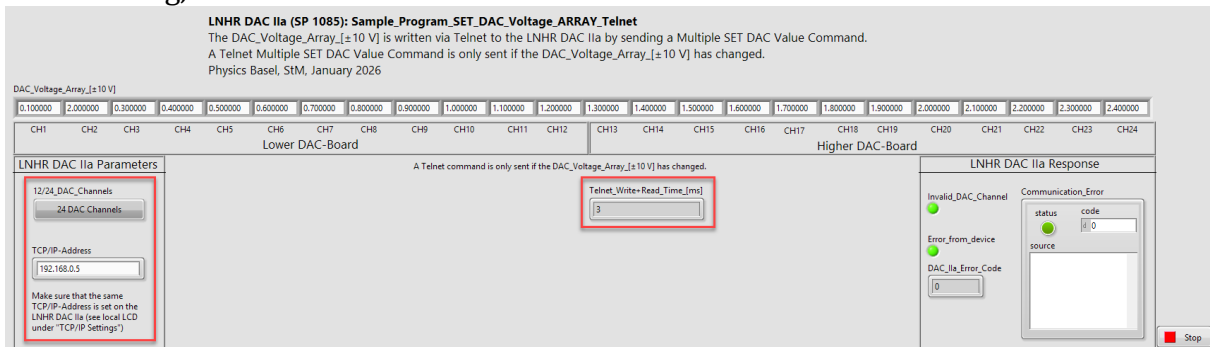 LNHR DAC IIa (SP 1085): Sample_Program_SET_DAC_Voltage_ARRAY_Telnet
The DAC_Voltage_Array_[±10 V] is written via Telnet to the LNHR DAC IIa by sending a Multiple SET DAC Value Command.
A Telnet Multiple SET DAC Value Command is only sent if the DAC_Voltage_Array_[±10 V] has changed.
Physics Basel, StM, January 2026
DAC_Voltage_Array_[±10 V]
0.100000 2.000000 0.300000 0.400000 0.500000 0.600000 0.700000 0.800000 0.900000 1.000000 1.100000 1.200000 1.300000 1.400000 1.500000 1.600000 1.700000 1.800000 1.900000 2.000000 2.100000 2.200000 2.300000 2.400000
CH1 CH2 CH3 CH4 CH5 CH6 CH7 CH8 CH9 CH10 CH11 CH12 CH13 CH14 CH15 CH16 CH17 CH18 CH19 CH20 CH21 CH22 CH23 CH24
Lower DAC-Board Higher DAC-Board
LNHR DAC IIa Parameters
12/24_DAC_Channels
24 DAC Channels
TCP/IP-Address
192.168.0.5
Make sure that the same
TCP/IP-Address is set on the
LNHR DAC IIa (see local LCD
under "TCP/IP Settings")
A Telnet command is only sent if the DAC_Voltage_Array_[±10 V] has changed.
Telnet_Write+Read_Time_[ms]
3
LNHR DAC IIa Response
Invalid_DAC_Channel
Error_from_device
DAC_IIa_Error_Code
0
Communication_Error
status code
d 0
source
Stop